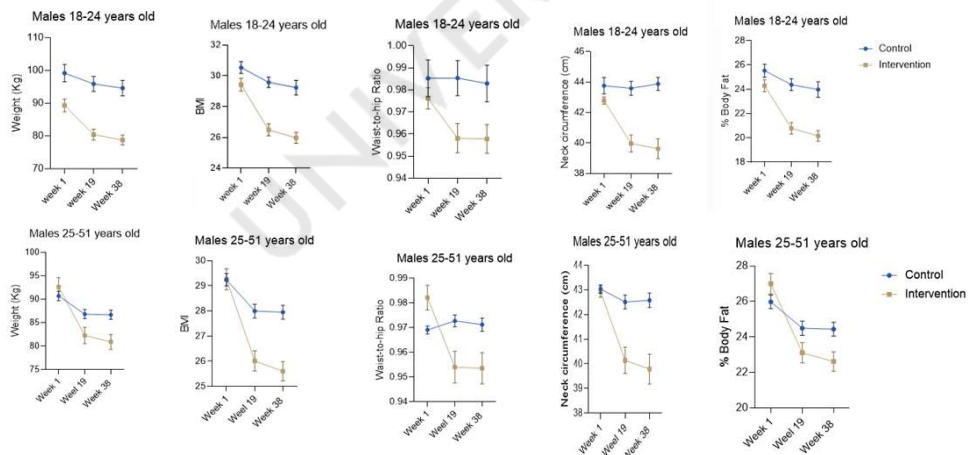 Males 18-24 years old
Weight (Kg)
110
100
90
80
70
week 1
week 19
Week 38
Males 18-24 years old
BMI
32
30
28
26
24
week 1
week 19
Week 38
Males 18-24 years old
Waist-to-hip Ratio
1.00
0.99
0.98
0.96
0.95
0.94
week 1
week 19
Week 38
Males 18-24 years old
Neck circumference (cm)
46
44
42
40
38
week 1
week 19
Week 38
Males 18-24 years old
% Body Fat
28
26
24
22
20
18
week 1
week 19
Week 38
Control
Intervention
Males 25-51 years old
Weight (Kg)
100
95
90
85
80
75
Week 1
Weel 19
Week 38
Males 25-51 years old
BMI
30
29
28
27
26
25
Week 1
Weel 19
Week 38
Males 25-51 years old
Waist-to-hip Ratio
0.99
0.98
0.97
0.96
0.95
0.94
Week 1
Weel 19
Week 38
Males 25-51 years old
Neck circumference (cm)
44
43
42
41
40
39
38
Week 1
Weel 19
Week 38
Males 25-51 years old
% Body Fat
28
26
24
22
20
Week 1
Weel 19
Week 38
Control
Intervention